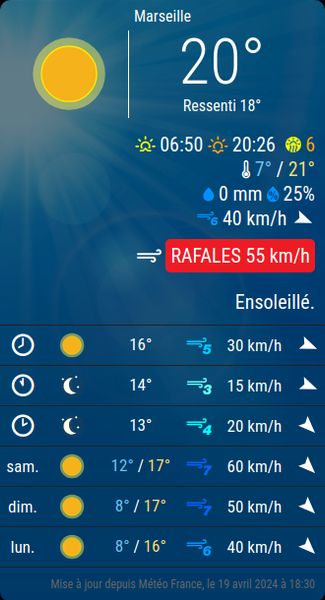 Marseille
20°
Ressenti 18°
06:50 20:26 6
7° / 21°
0 mm 25%
6 40 km/h
RAFALES 55 km/h
Ensoleillé.
16° 5 30 km/h
14° 3 15 km/h
13° 4 20 km/h
sam. 12° / 17° 7 60 km/h
dim. 8° / 17° 7 50 km/h
lun. 8° / 16° 6 40 km/h
Mise à jour depuis Météo France, le 19 avril 2024 à 18:30